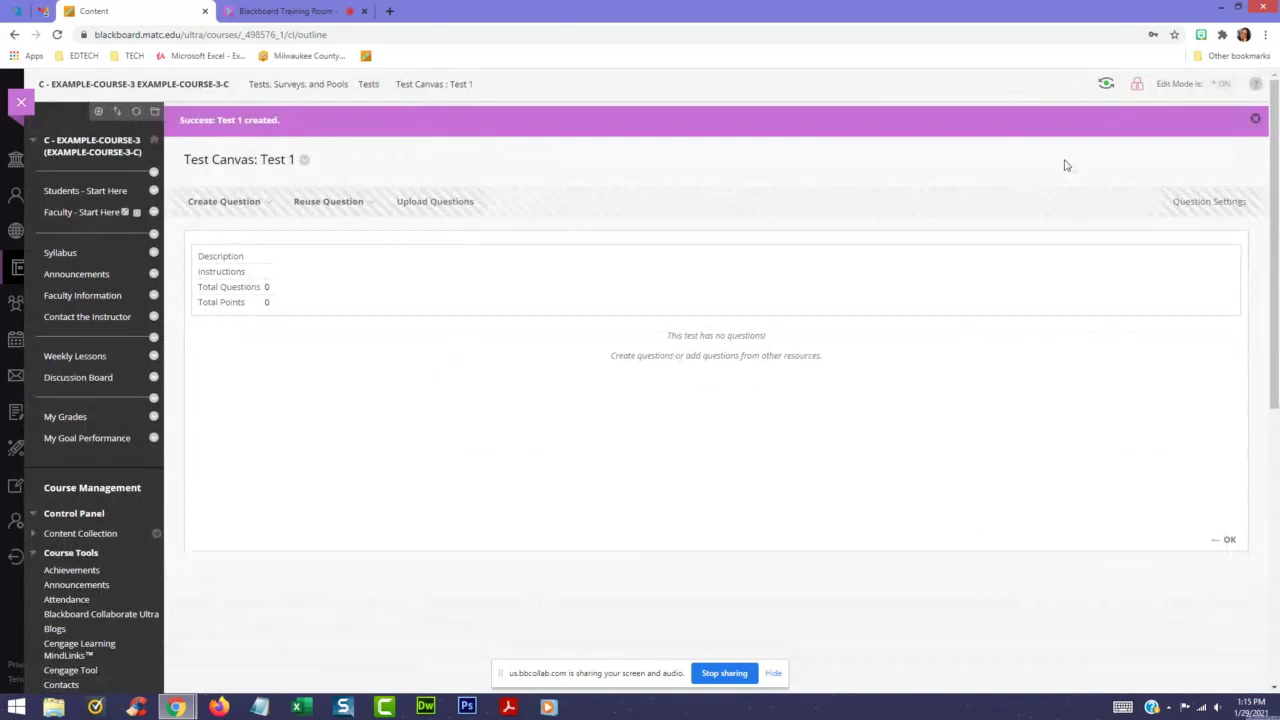 Content
Blackboard Training Room -
blackboard.matc.edu/ultra/courses/_498576_1/cl/outline
Apps
EDTECH
TECH
Microsoft Excel - Ex...
Milwaukee County...
Other bookmarks
C - EXAMPLE-COURSE-3 EXAMPLE-COURSE-3-C
Tests, Surveys, and Pools
Tests
Test Canvas : Test 1
Edit Mode is:
ON
?
Success: Test 1 created.
C - EXAMPLE-COURSE-3
(EXAMPLE-COURSE-3-C)
Test Canvas: Test 1
Students - Start Here
Faculty - Start Here
Create Question
Reuse Question
Upload Questions
Question Settings
Syllabus
Announcements
Faculty Information
Contact the Instructor
Description
Instructions
Total Questions 0
Total Points 0
This test has no questions!
Create questions or add questions from other resources.
Weekly Lessons
Discussion Board
My Grades
My Goal Performance
Course Management
Control Panel
Content Collection
Course Tools
Achievements
Announcements
Attendance
Blackboard Collaborate Ultra
Blogs
Cengage Learning
MindLinks™
Cengage Tool
Contacts
OK
Priv
Term
us.bbcollab.com is sharing your screen and audio.
Stop sharing
Hide
Dw
Ps
1:15 PM
1/29/2021